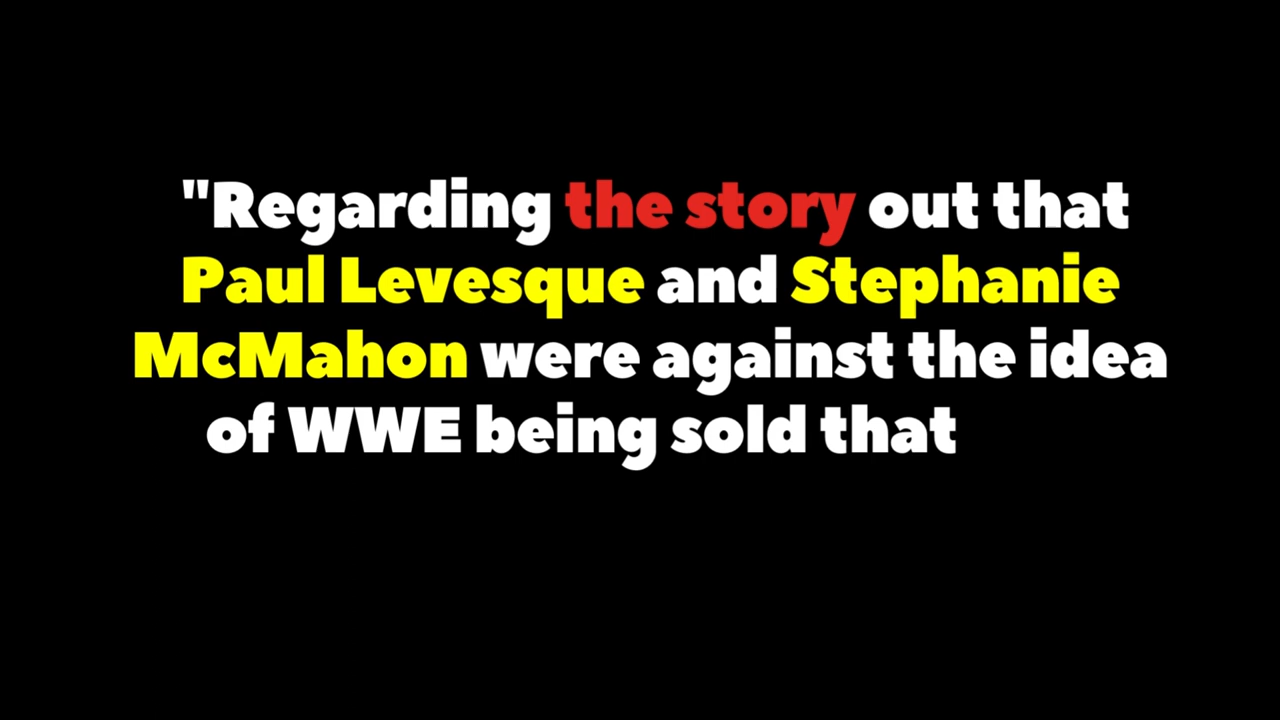 "Regarding the story out that
Paul Levesque and Stephanie
McMahon were against the idea
of WWE being sold that